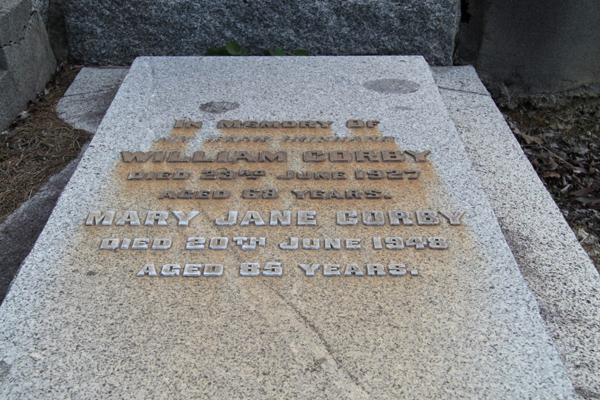 In Memory Of
William Corby
Died 23rd June 1927
Aged 68 Years.
Mary Jane Corby
Died 20th June 1948
Aged 85 Years.